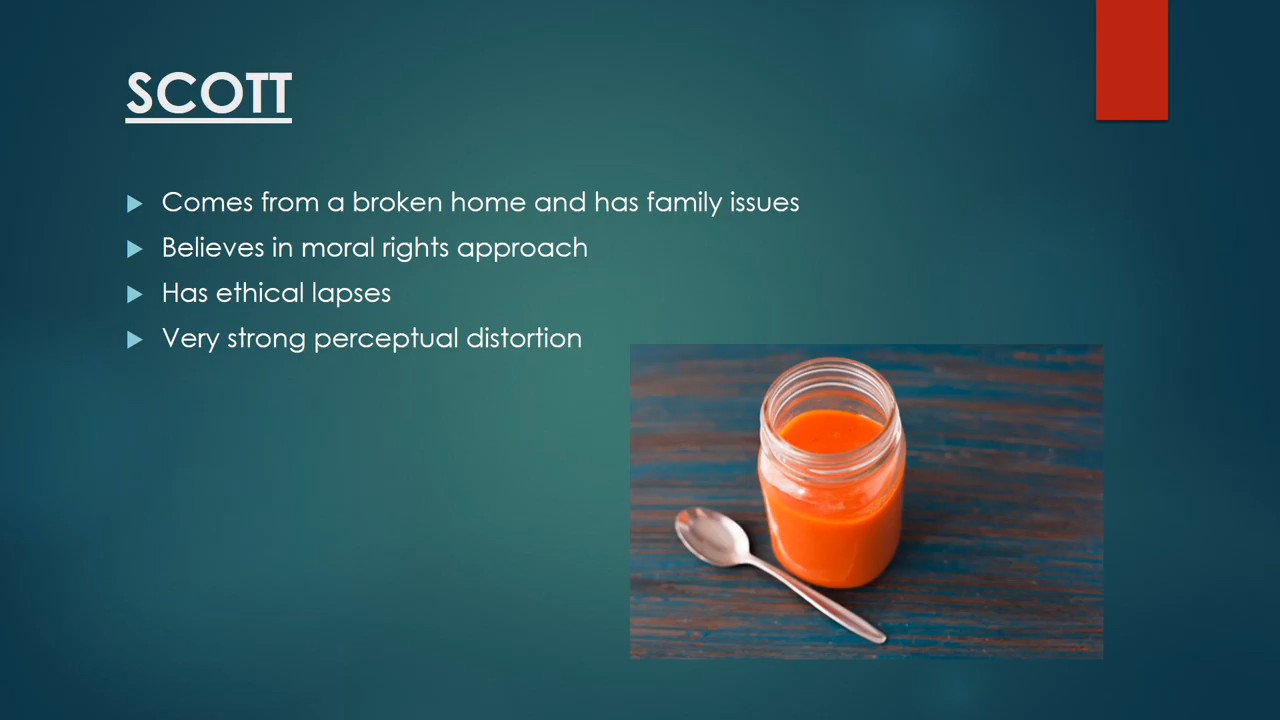 SCOTT
Comes from a broken home and has family issues
Believes in moral rights approach
Has ethical lapses
Very strong perceptual distortion